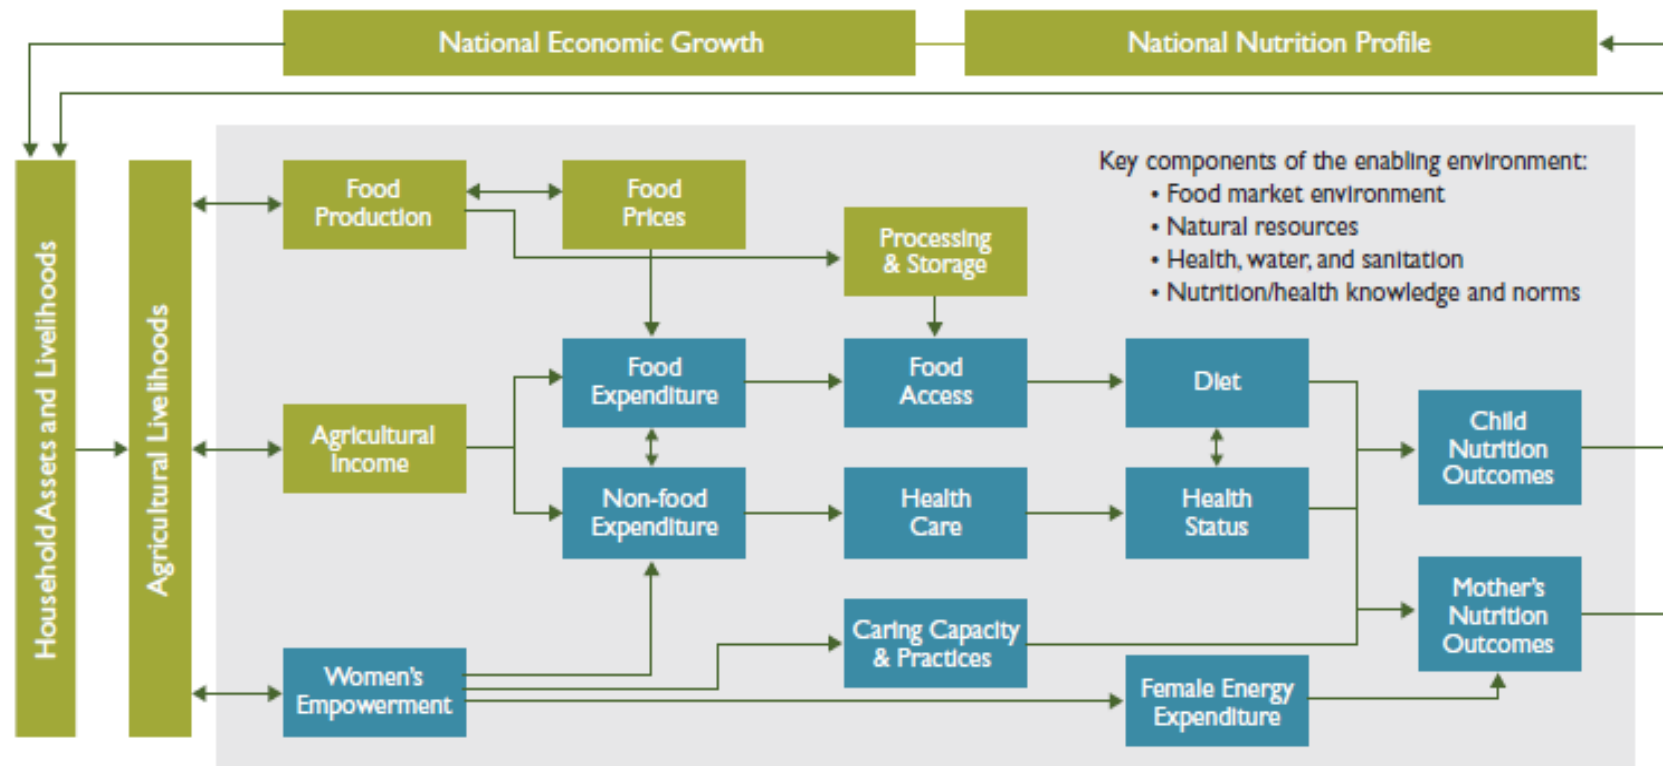 National Economic Growth
National Nutrition Profile
Key components of the enabling environment:
• Food market environment
• Natural resources
• Health, water, and sanitation
• Nutrition/health knowledge and norms
Household Assets and Livelihoods
Agricultural Livelihoods
Food
Production
Food
Prices
Processing
& Storage
Food
Expenditure
Food
Access
Diet
Agricultural
Income
Child
Nutrition
Outcomes
Non-food
Expenditure
Health
Care
Health
Status
Mother's
Nutrition
Outcomes
Caring Capacity
& Practices
Women's
Empowerment
Female Energy
Expenditure